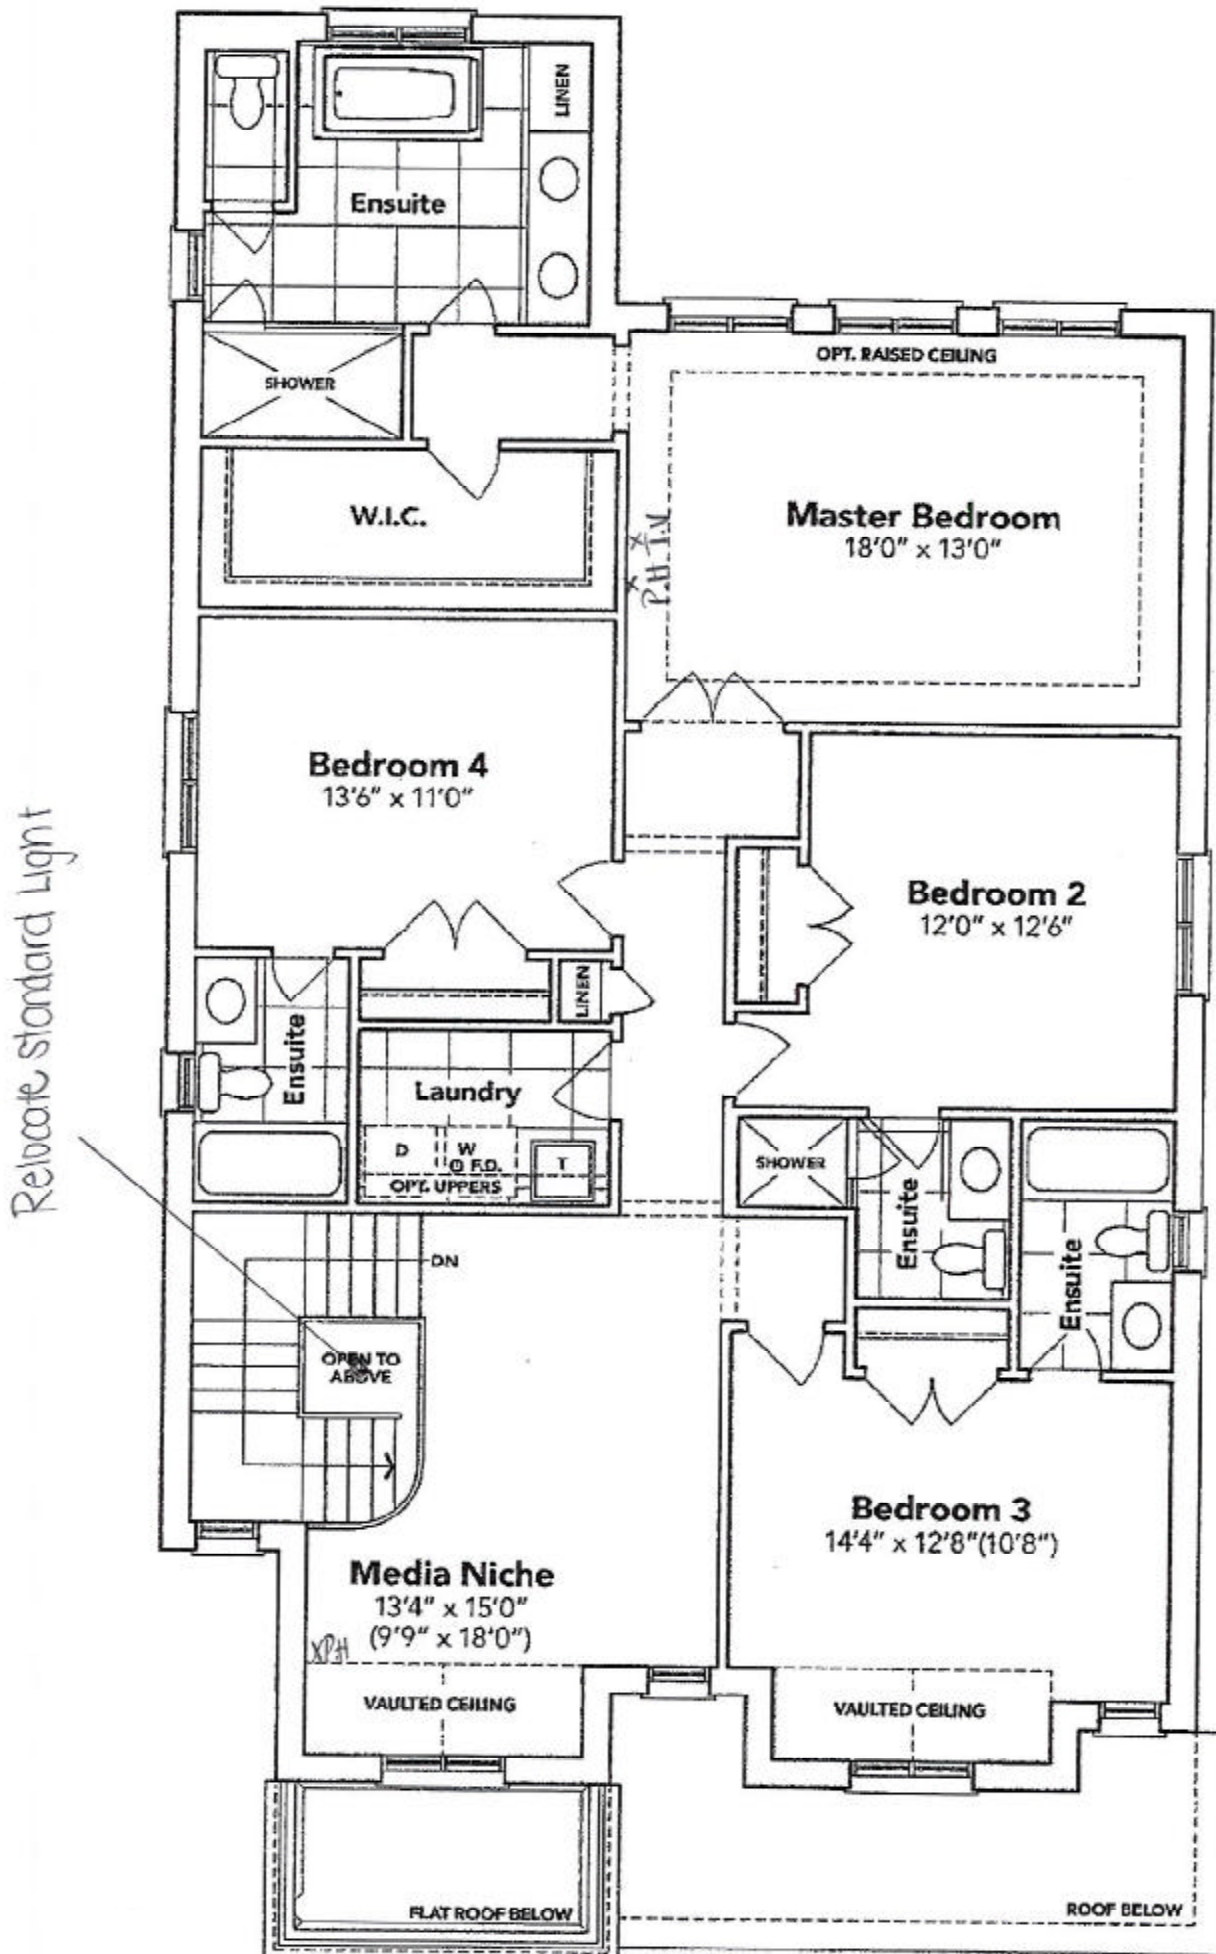 LINEN
Ensuite
SHOWER
OPT. RAISED CEILING
W.I.C.
Master Bedroom
18'0" x 13'0"
X X
P.H T.V
Bedroom 4
13'6" x 11'0"
Relocate Standard Light
Bedroom 2
12'0" x 12'6"
LINEN
Ensuite
Laundry
D
W
F.D.
T
OPT. UPPERS
SHOWER
Ensuite
Ensuite
DN
OPEN TO
ABOVE
Bedroom 3
14'4" x 12'8"(10'8")
Media Niche
13'4" x 15'0"
(9'9" x 18'0")
XPH
VAULTED CEILING
VAULTED CEILING
FLAT ROOF BELOW
ROOF BELOW